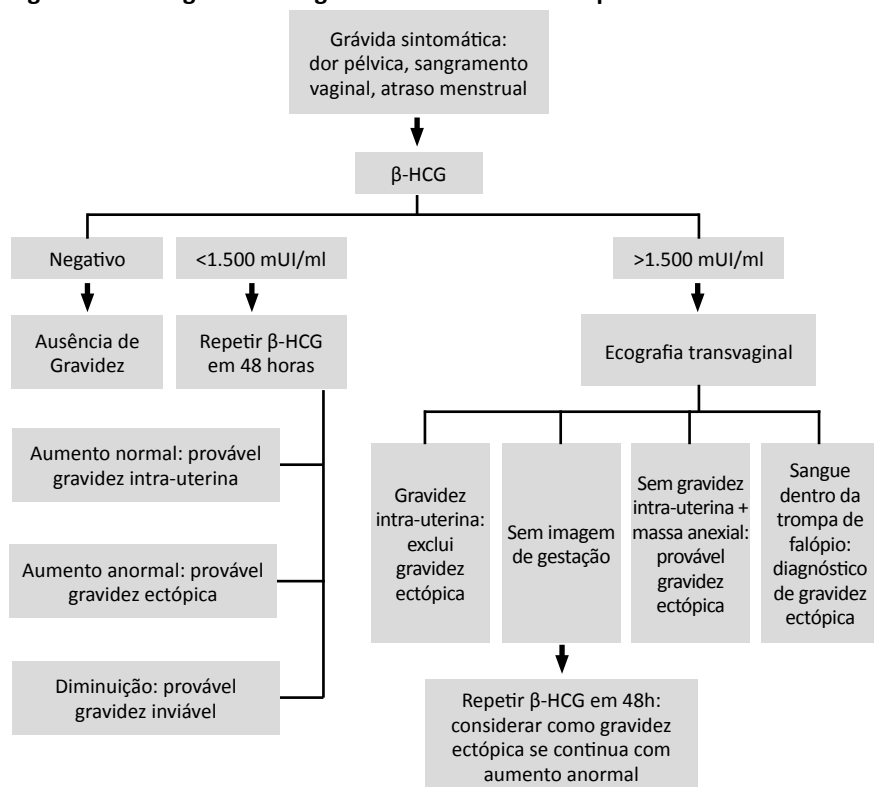 Grávida sintomática:
dor pélvica, sangramento
vaginal, atraso menstrual
β-HCG
Negativo
<1.500 mUI/ml
>1.500 mUI/ml
Ausência de
Gravidez
Repetir β-HCG
em 48 horas
Ecografia transvaginal
Aumento normal: provável
gravidez intra-uterina
Aumento anormal: provável
gravidez ectópica
Diminuição: provável
gravidez inviável
Gravidez
intra-uterina:
exclui
gravidez
ectópica
Sem imagem
de gestação
Sem gravidez
intra-uterina +
massa anexial:
provável
gravidez
ectópica
Sangue
dentro da
trompa de
falópio:
diagnóstico
de gravidez
ectópica
Repetir β-HCG em 48h:
considerar como gravidez
ectópica se continua com
aumento anormal